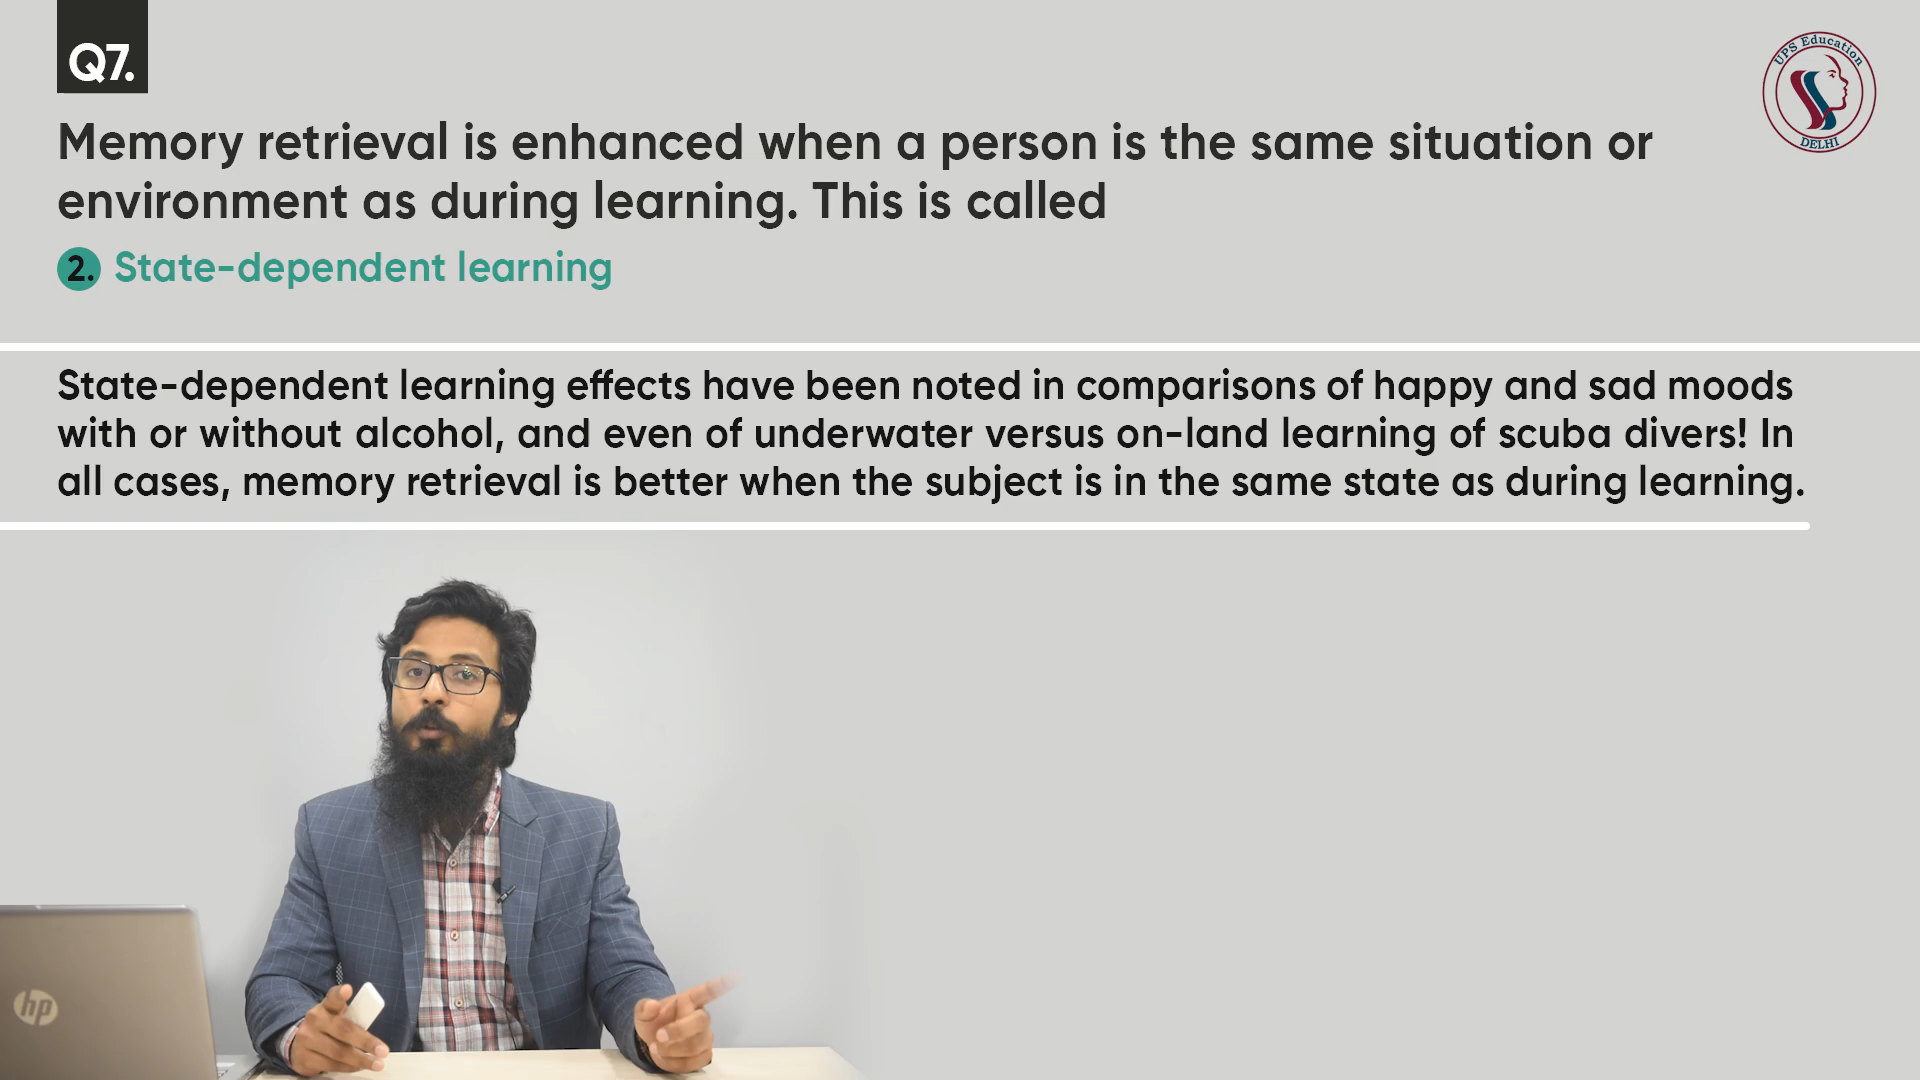 Q7.
UPS Education
DELHI
Memory retrieval is enhanced when a person is the same situation or
environment as during learning. This is called
2. State-dependent learning
State-dependent learning effects have been noted in comparisons of happy and sad moods
with or without alcohol, and even of underwater versus on-land learning of scuba divers! In
all cases, memory retrieval is better when the subject is in the same state as during learning.
hp